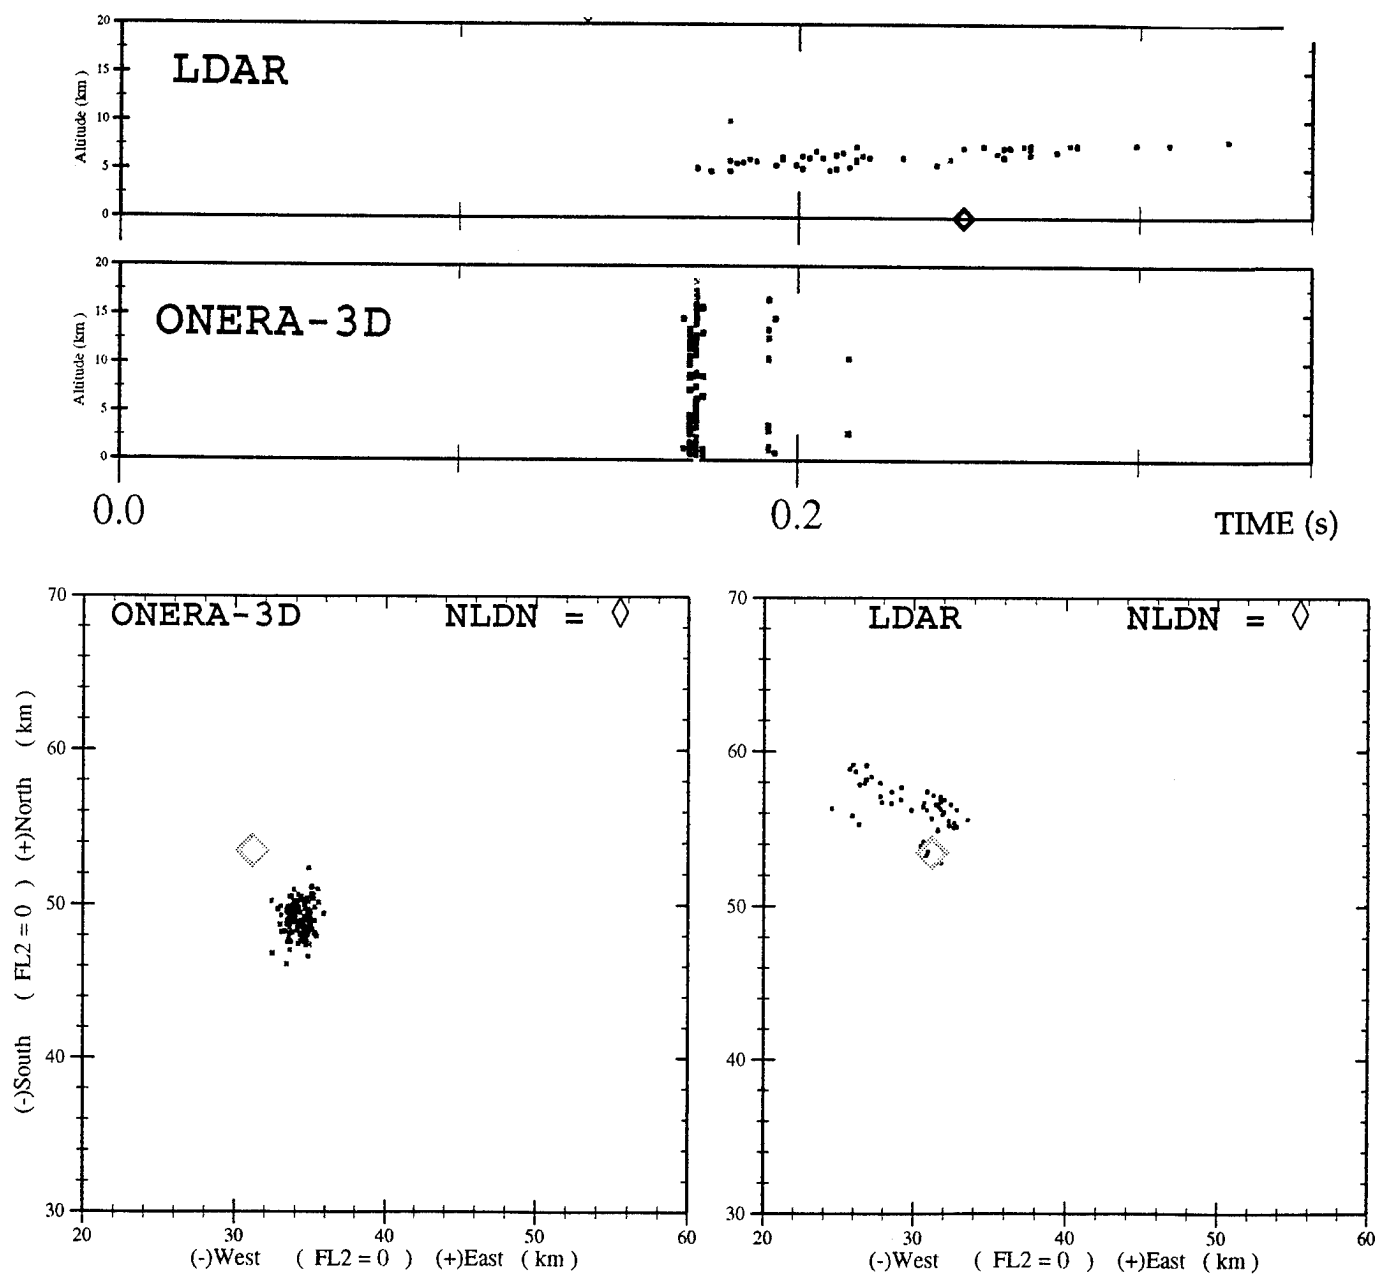 20
15
10
5
0
Altitude (km)
LDAR
20
15
10
5
0
Altitude (km)
ONERA-3D
0.0
0.2
TIME (s)
70
60
50
40
30
(-)South ( FL2 = 0 ) (+)North ( km )
ONERA-3D NLDN = ◊
20 30 40 50 60
(-)West ( FL2 = 0 ) (+)East ( km )
70
60
50
40
30
LDAR NLDN = ◊
20 30 40 50 60
(-)West ( FL2 = 0 ) (+)East ( km )